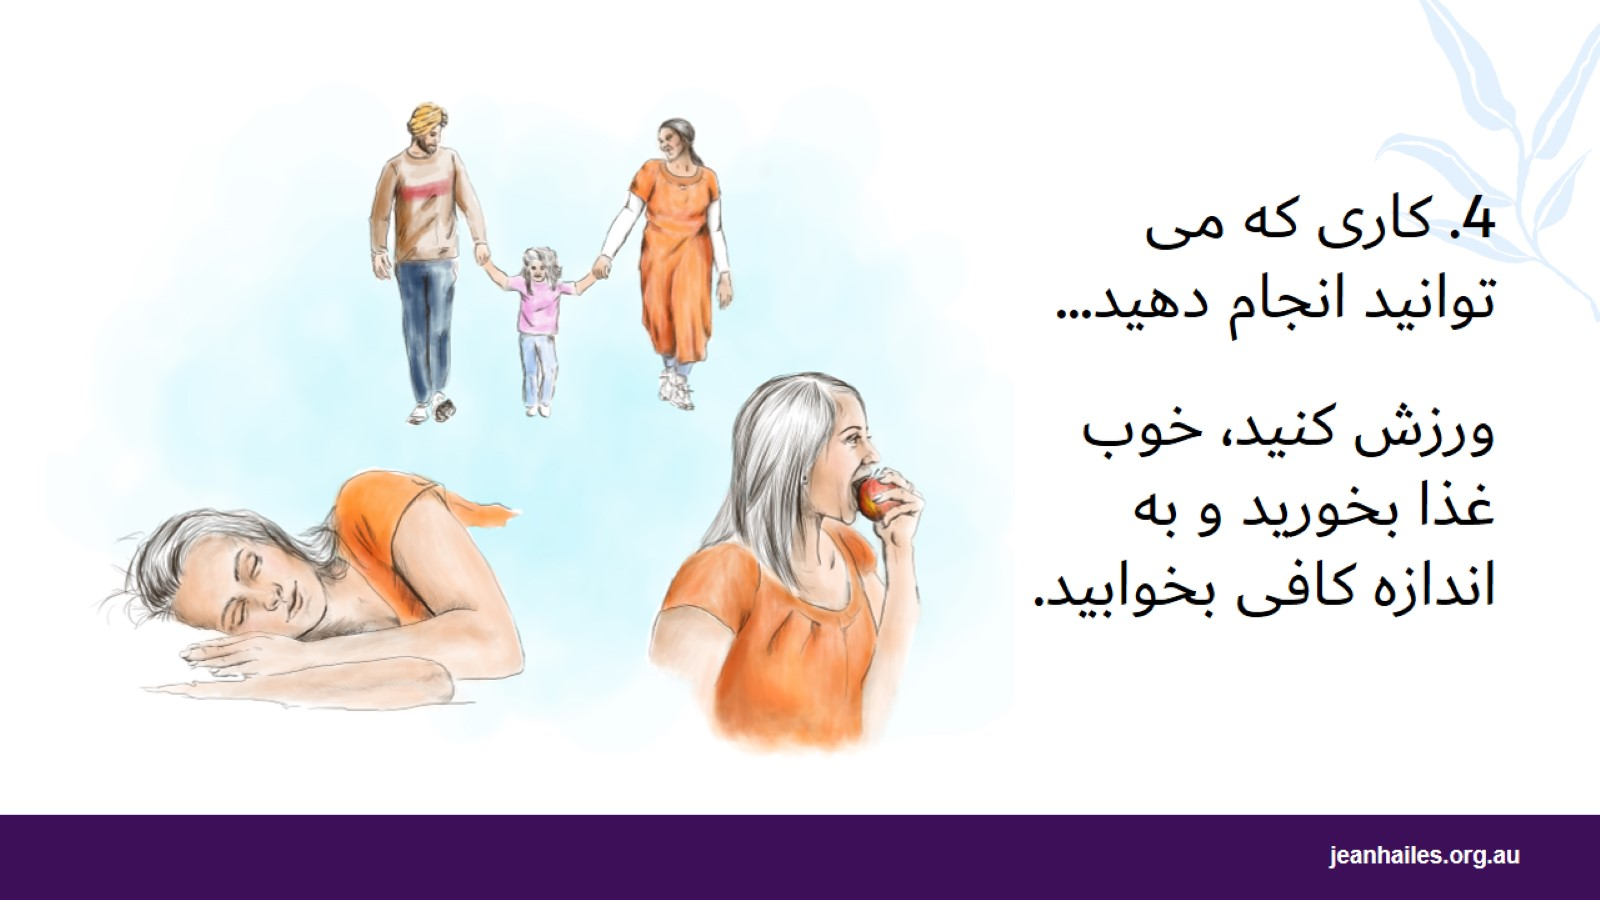 4. کاری که می
توانید انجام دهید...
ورزش کنید، خوب
غذا بخورید و به
اندازه کافی بخوابید.
jeanhailes.org.au